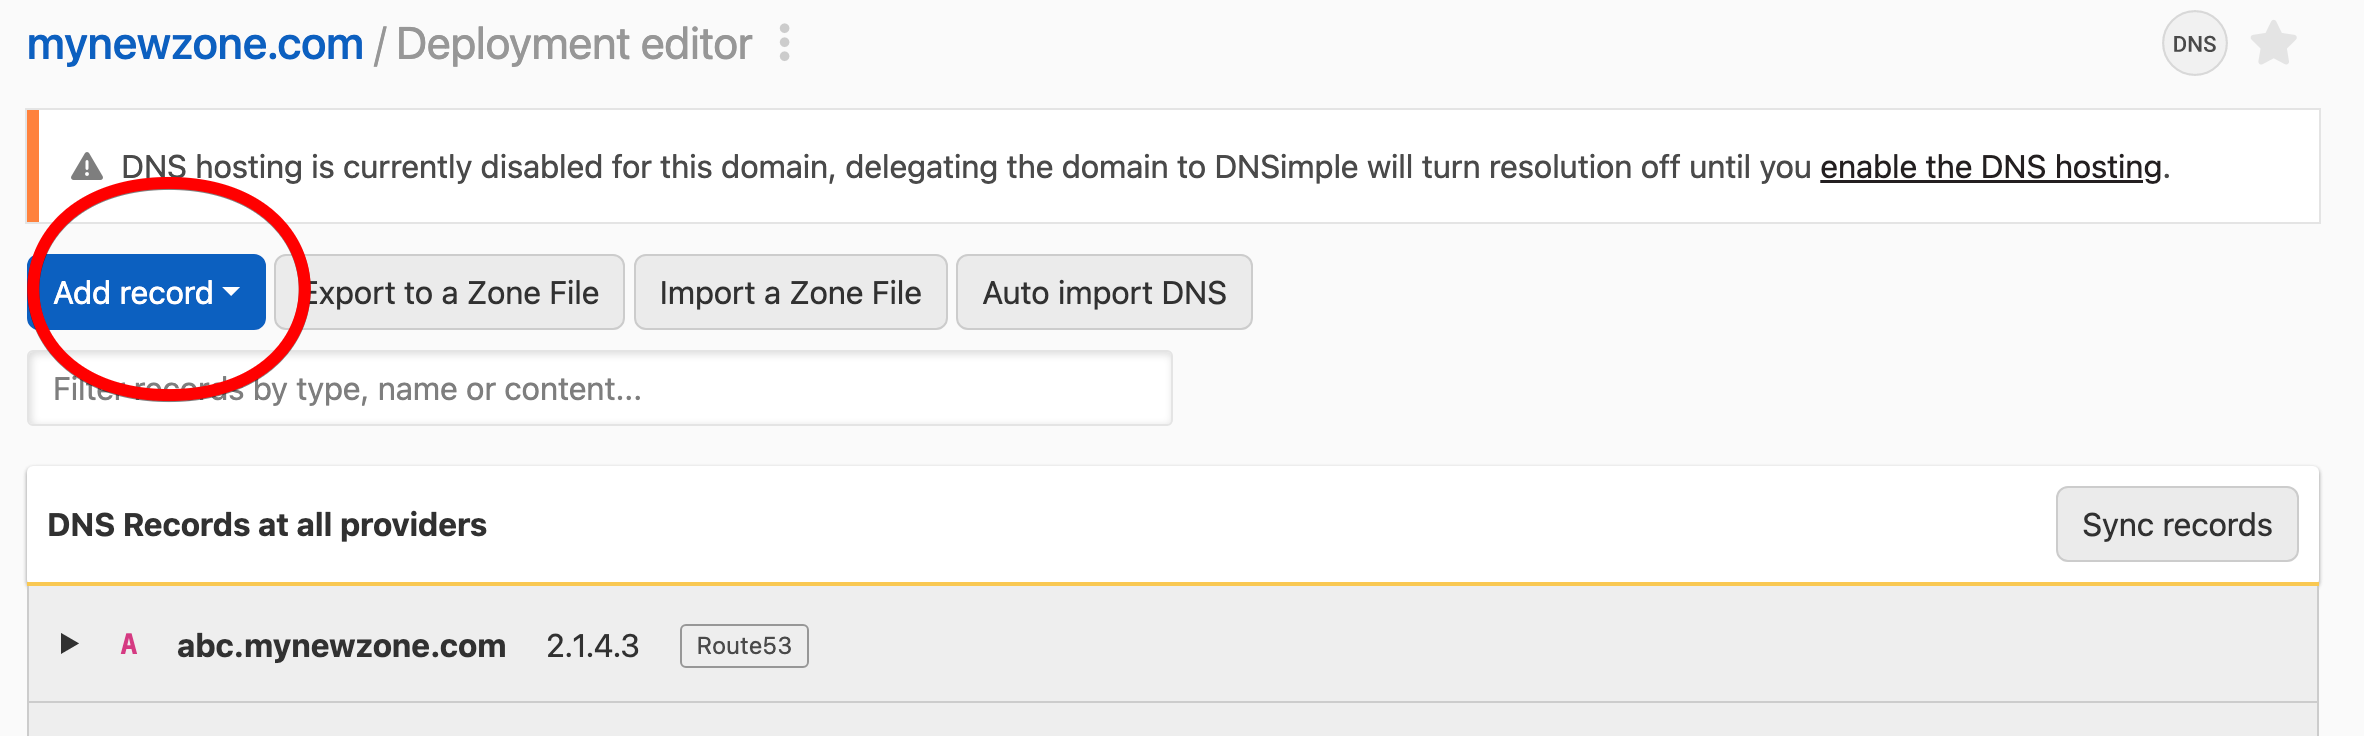 mynewzone.com / Deployment editor
DNS
DNS hosting is currently disabled for this domain, delegating the domain to DNSimple will turn resolution off until you enable the DNS hosting.
Add record Export to a Zone File Import a Zone File Auto import DNS
Filter records by type, name or content...
DNS Records at all providers Sync records
A abc.mynewzone.com 2.1.4.3 Route53